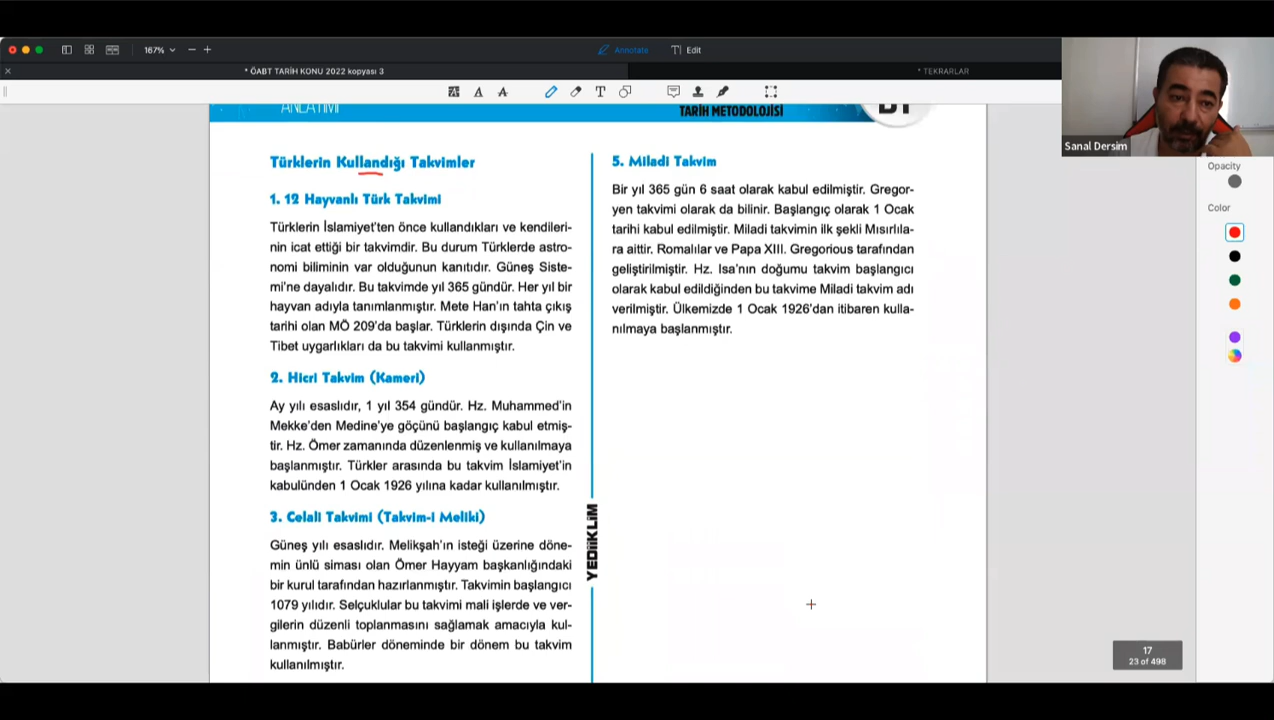 167%
Annotate
Edit
* ÖABT TARİH KONU 2022 kopyası 3
* TEKRARLAR
ANLATIMI
TARİH METODOLOJİSİ
Sanal Dersim
Opacity
Color
Türklerin Kullandığı Takvimler
1. 12 Hayvanlı Türk Takvimi
Türklerin İslamiyet'ten önce kullandıkları ve kendileri-
nin icat ettiği bir takvimdir. Bu durum Türklerde astro-
nomi biliminin var olduğunun kanıtıdır. Güneş Siste-
mi'ne dayalıdır. Bu takvimde yıl 365 gündür. Her yıl bir
hayvan adıyla tanımlanmıştır. Mete Han'ın tahta çıkış
tarihi olan MÖ 209'da başlar. Türklerin dışında Çin ve
Tibet uygarlıkları da bu takvimi kullanmıştır.
2. Hicri Takvim (Kameri)
Ay yılı esaslıdır, 1 yıl 354 gündür. Hz. Muhammed'in
Mekke'den Medine'ye göçünü başlangıç kabul etmiş-
tir. Hz. Ömer zamanında düzenlenmiş ve kullanılmaya
başlanmıştır. Türkler arasında bu takvim İslamiyet'in
kabulünden 1 Ocak 1926 yılına kadar kullanılmıştır.
3. Celali Takvimi (Takvim-i Meliki)
Güneş yılı esaslıdır. Melikşah'ın isteği üzerine döne-
min ünlü siması olan Ömer Hayyam başkanlığındaki
bir kurul tarafından hazırlanmıştır. Takvimin başlangıcı
1079 yılıdır. Selçuklular bu takvimi mali işlerde ve ver-
gilerin düzenli toplanmasını sağlamak amacıyla kul-
lanmıştır. Babürler döneminde bir dönem bu takvim
kullanılmıştır.
YEDİİKLİM
5. Miladi Takvim
Bir yıl 365 gün 6 saat olarak kabul edilmiştir. Gregor-
yen takvimi olarak da bilinir. Başlangıç olarak 1 Ocak
tarihi kabul edilmiştir. Miladi takvimin ilk şekli Mısırlıla-
ra aittir. Romalılar ve Papa XIII. Gregorious tarafından
geliştirilmiştir. Hz. Isa'nın doğumu takvim başlangıcı
olarak kabul edildiğinden bu takvime Miladi takvim adı
verilmiştir. Ülkemizde 1 Ocak 1926'dan itibaren kulla-
nılmaya başlanmıştır.
17
23 of 498